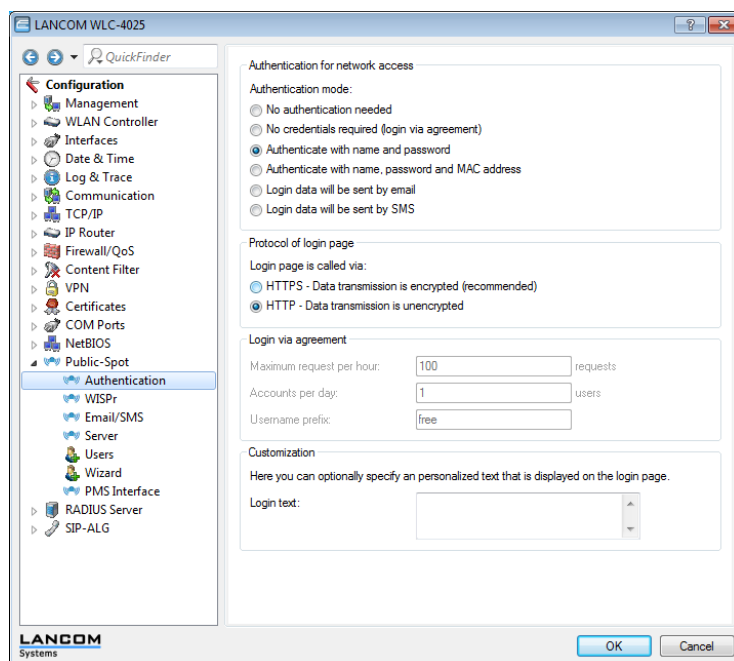 LANCOM WLC-4025
QuickFinder
Configuration
Management
WLAN Controller
Interfaces
Date & Time
Log & Trace
Communication
TCP/IP
IP Router
Firewall/QoS
Content Filter
VPN
Certificates
COM Ports
NetBIOS
Public-Spot
Authentication
WISPr
Email/SMS
Server
Users
Wizard
PMS Interface
RADIUS Server
SIP-ALG
Authentication for network access
Authentication mode:
No authentication needed
No credentials required (login via agreement)
Authenticate with name and password
Authenticate with name, password and MAC address
Login data will be sent by email
Login data will be sent by SMS
Protocol of login page
Login page is called via:
HTTPS - Data transmission is encrypted (recommended)
HTTP - Data transmission is unencrypted
Login via agreement
Maximum request per hour: 100 requests
Accounts per day: 1 users
Username prefix: free
Customization
Here you can optionally specify an personalized text that is displayed on the login page.
Login text:
LANCOM
Systems
OK Cancel